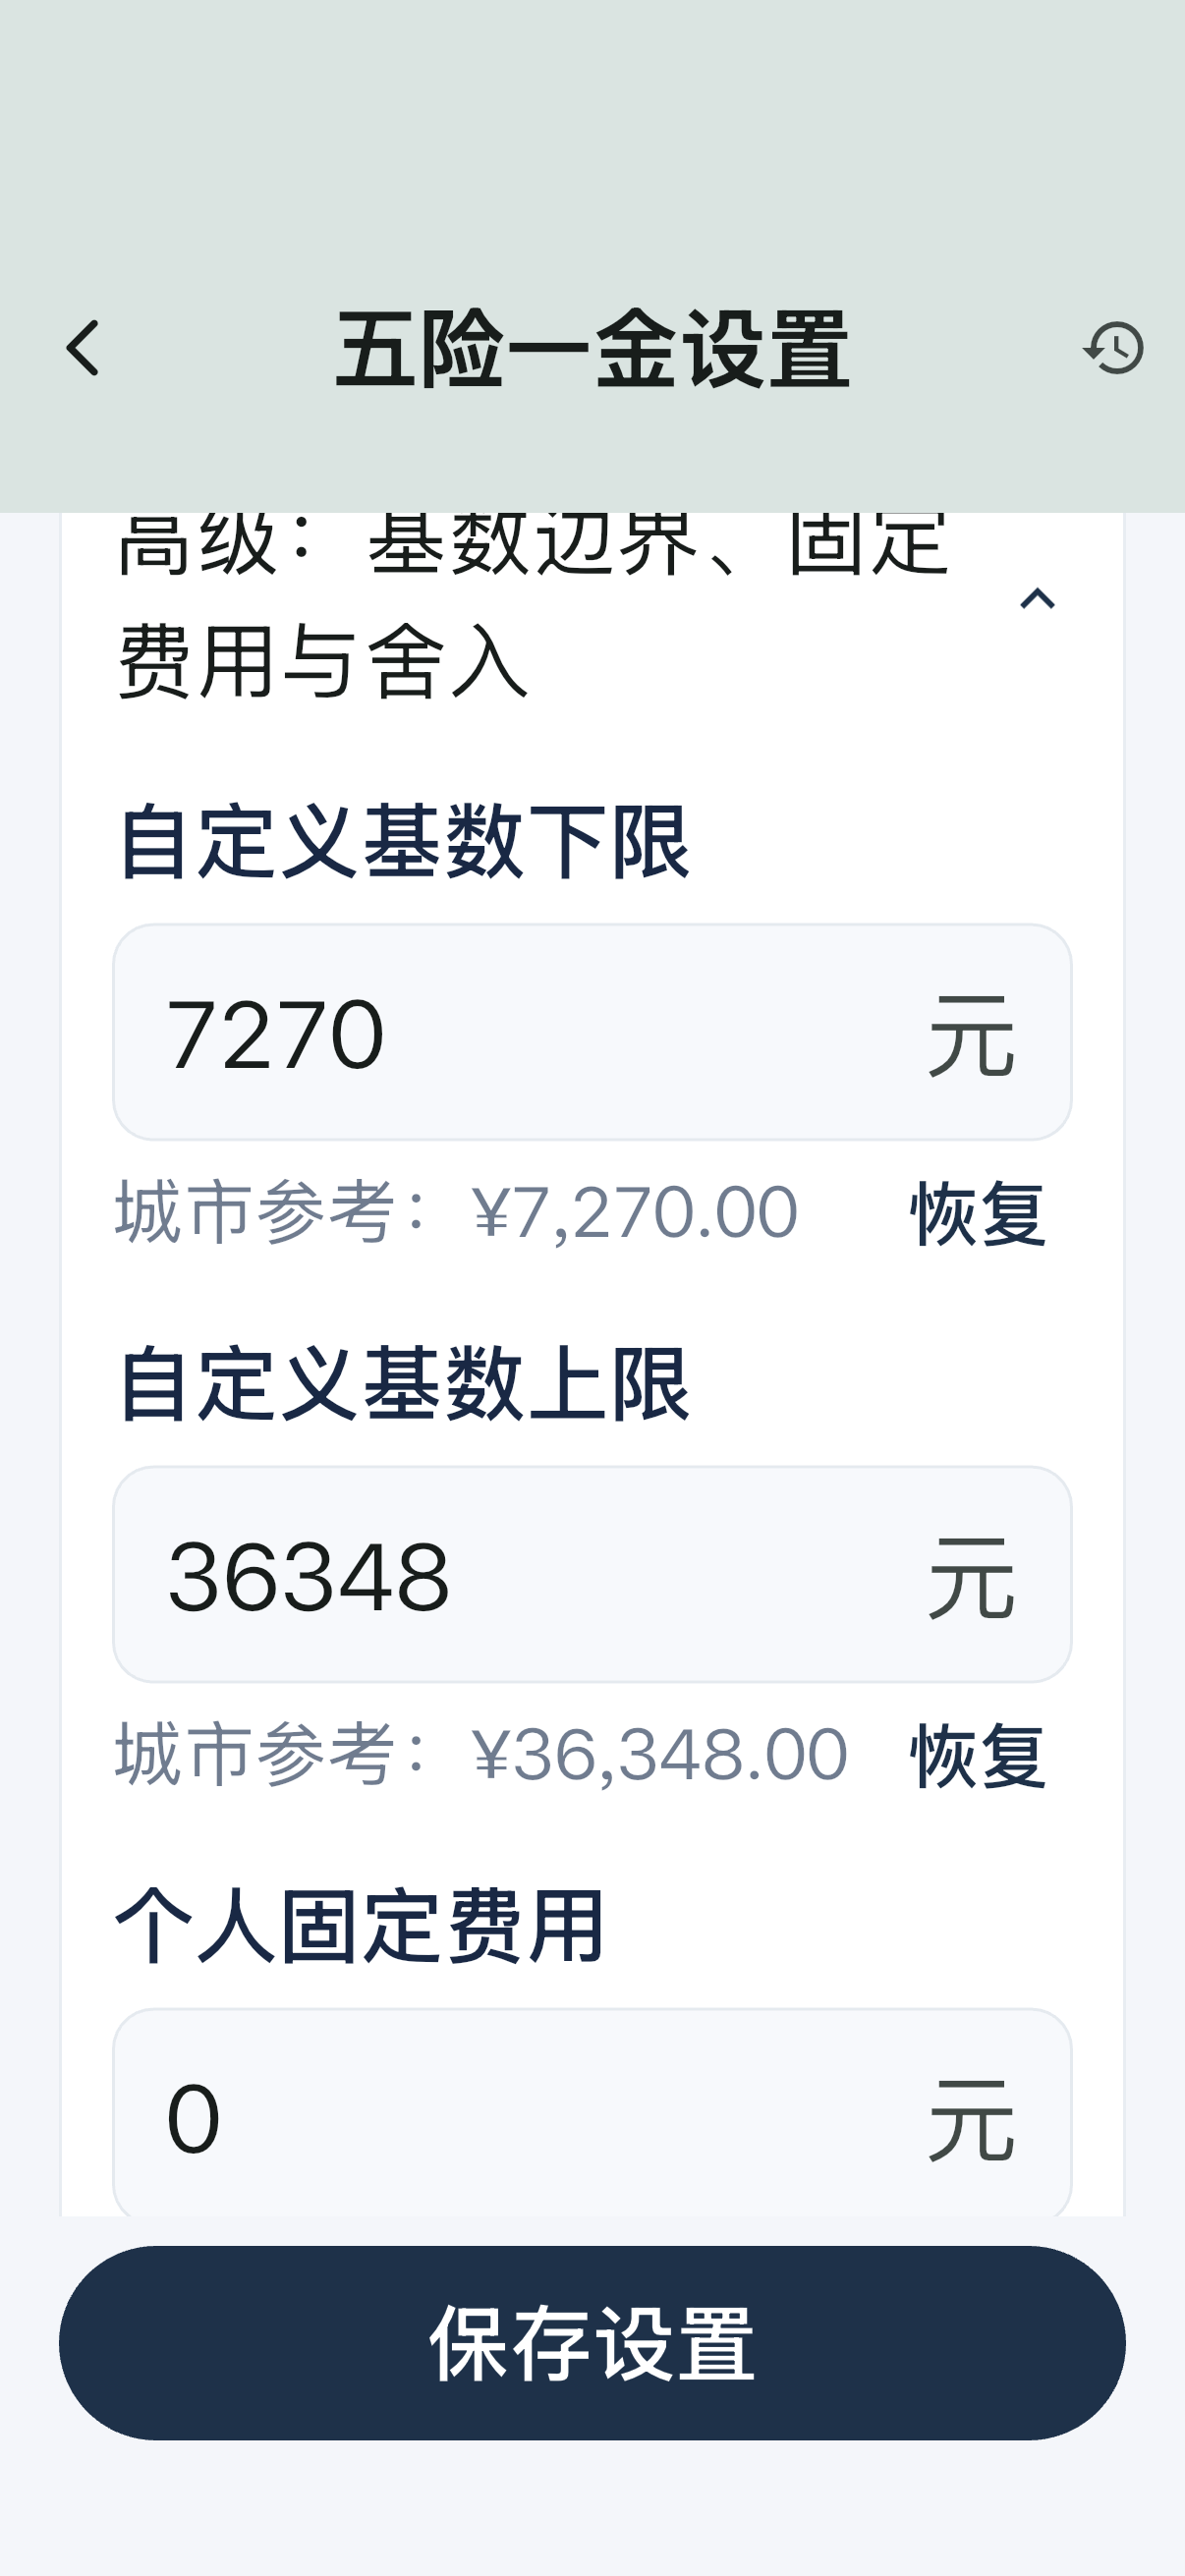 五险一金设置
高级：基数边界、固定
费用与舍入
自定义基数下限
7270 元
城市参考：¥7,270.00 恢复
自定义基数上限
36348 元
城市参考：¥36,348.00 恢复
个人固定费用
0 元
保存设置